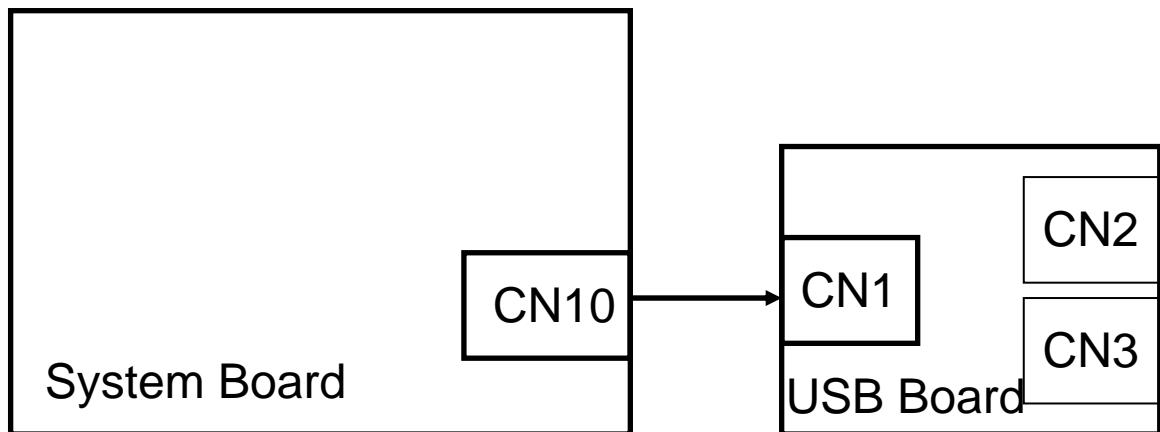 CN10
System Board
CN1
CN2
CN3
USB Board